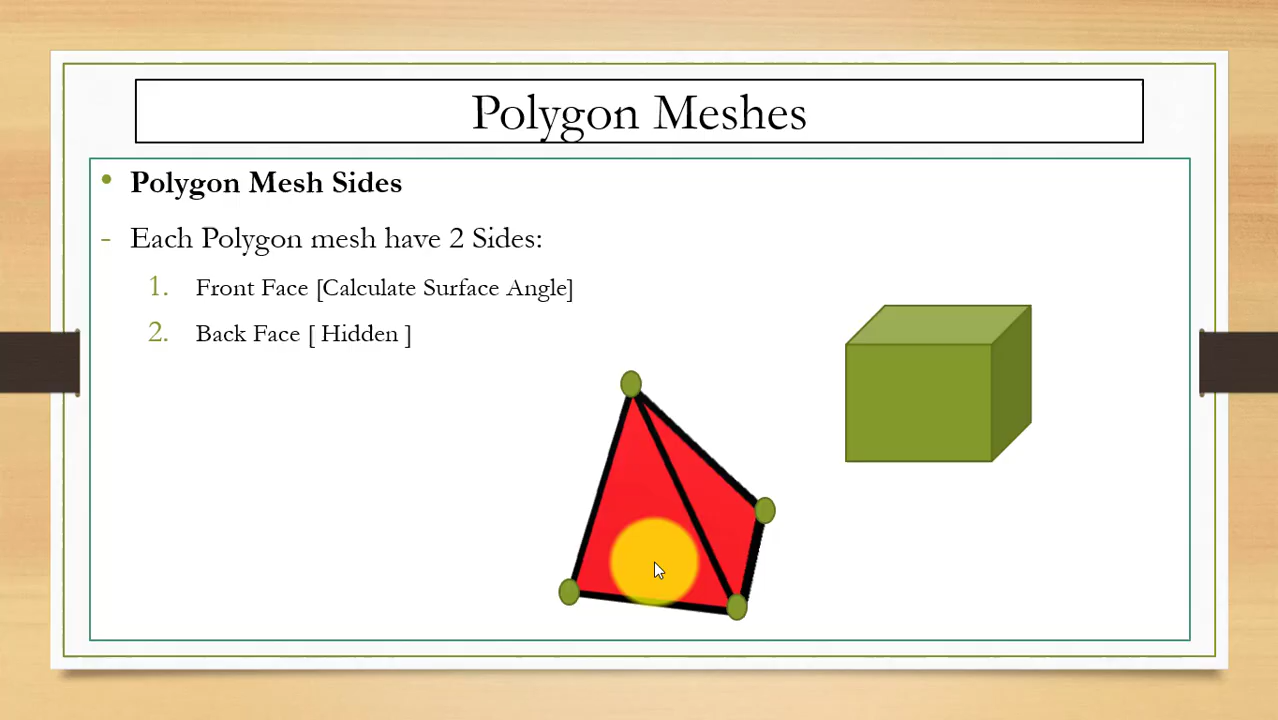 Polygon Meshes
• Polygon Mesh Sides
- Each Polygon mesh have 2 Sides:
1. Front Face [Calculate Surface Angle]
2. Back Face [ Hidden ]